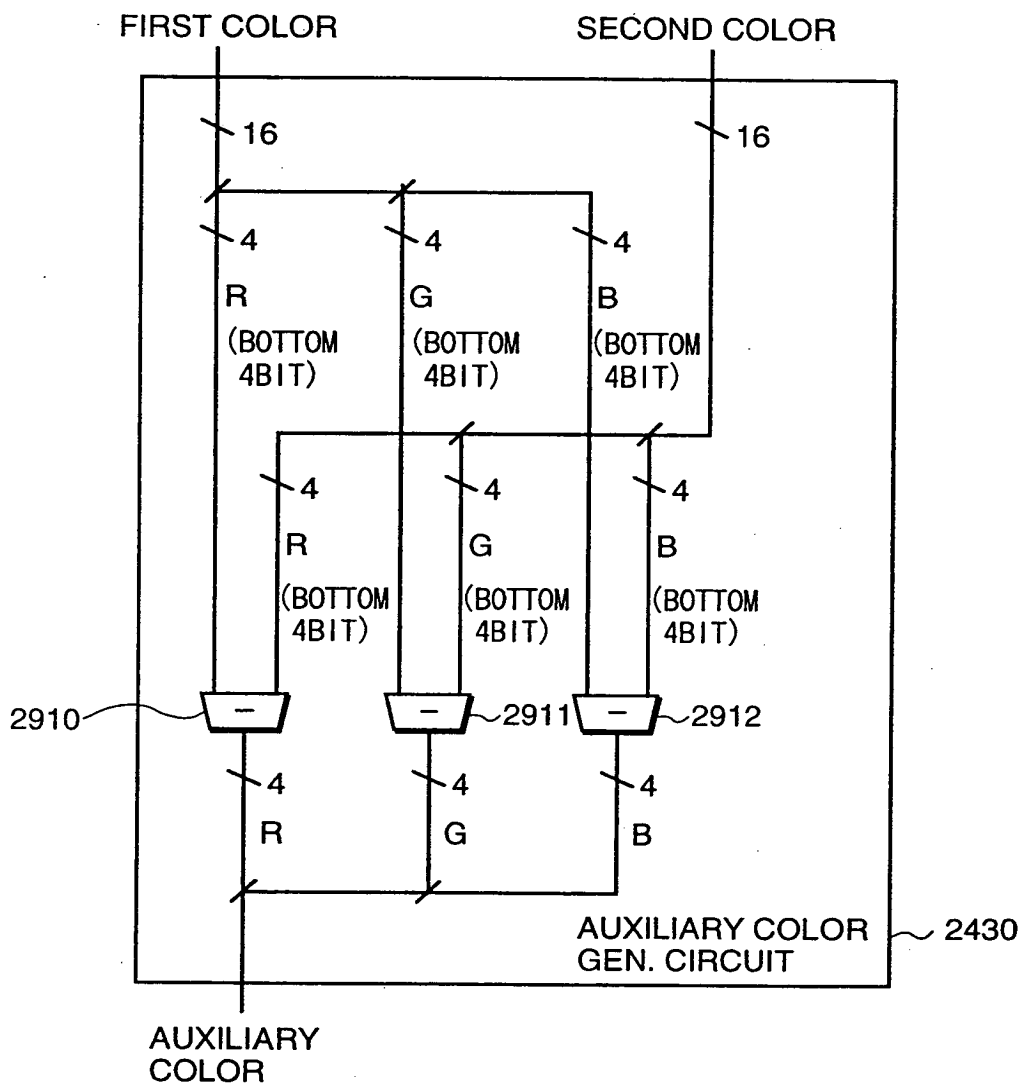 FIRST COLOR
SECOND COLOR
16
16
4
4
4
R
G
B
(BOTTOM
4BIT)
(BOTTOM
4BIT)
(BOTTOM
4BIT)
4
4
4
R
G
B
(BOTTOM
4BIT)
(BOTTOM
4BIT)
(BOTTOM
4BIT)
2910
−
−
2911
−
2912
4
4
4
R
G
B
AUXILIARY COLOR
GEN. CIRCUIT
2430
AUXILIARY
COLOR